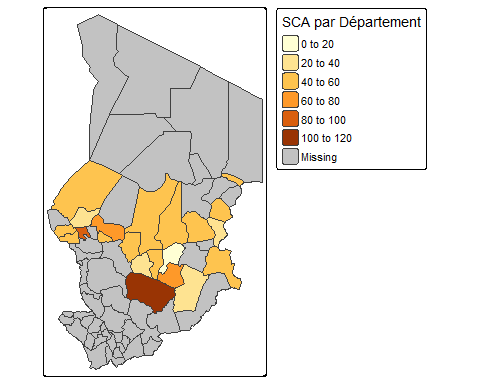 SCA par Département
0 to 20
20 to 40
40 to 60
60 to 80
80 to 100
100 to 120
Missing